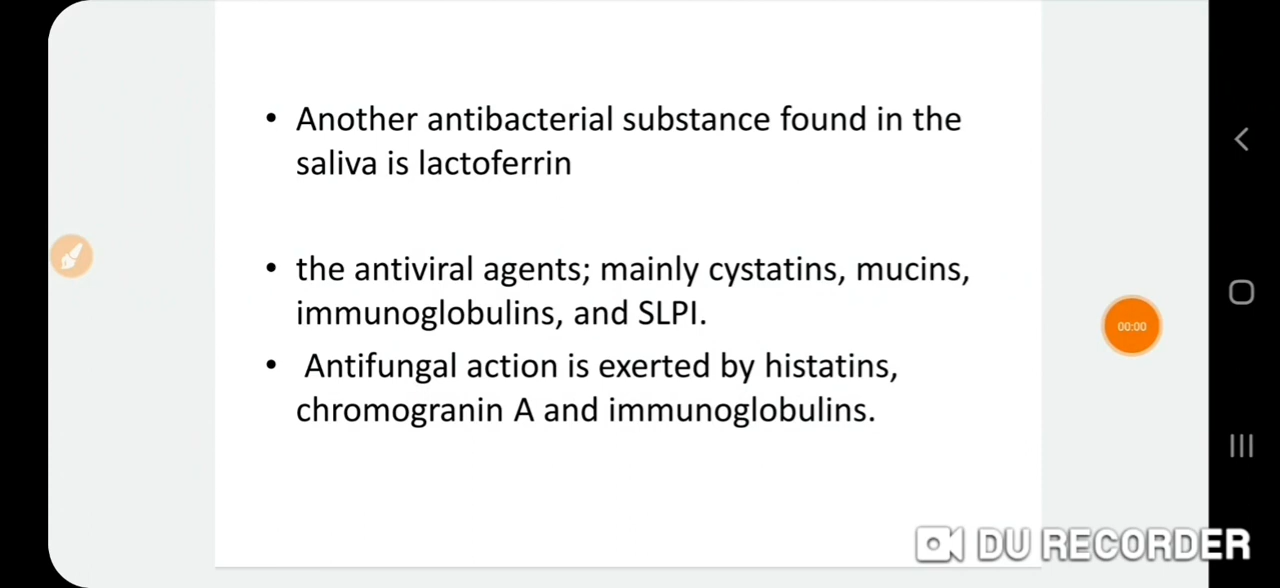 • Another antibacterial substance found in the
saliva is lactoferrin
• the antiviral agents; mainly cystatins, mucins,
immunoglobulins, and SLPI.
• Antifungal action is exerted by histatins,
chromogranin A and immunoglobulins.
00:00
DU RECORDER